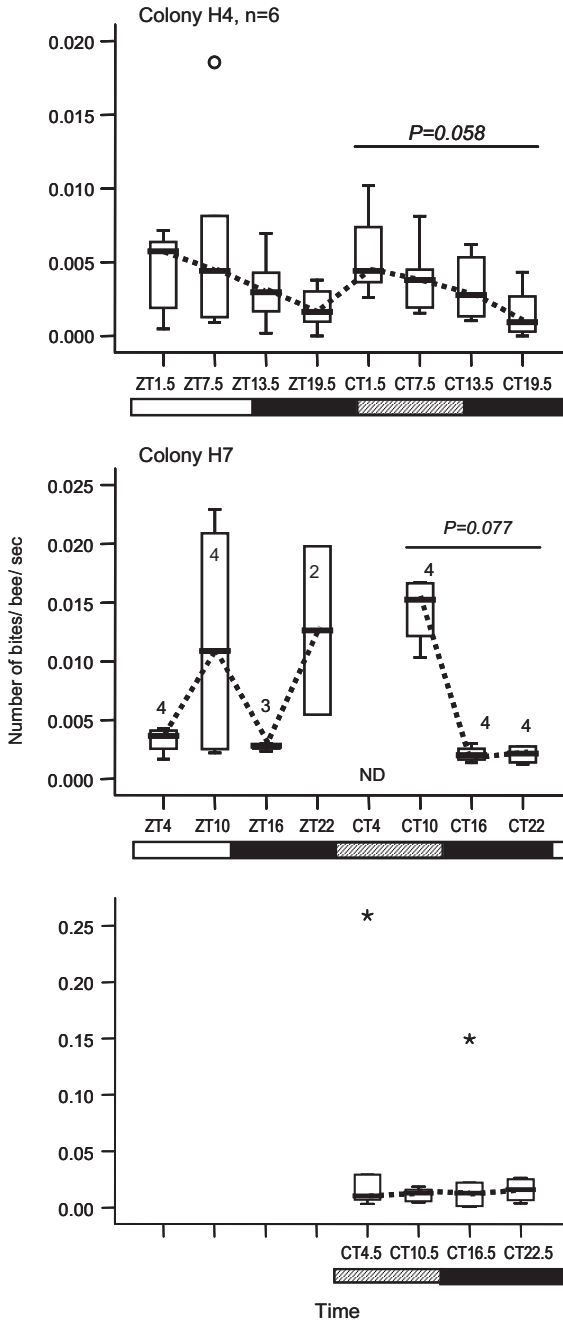 Colony H4, n=6
0.020
0.015
P=0.058
0.010
0.005
0.000
ZT1.5 ZT7.5 ZT13.5 ZT19.5 CT1.5 CT7.5 CT13.5 CT19.5
Colony H7
0.025
P=0.077
0.020
4
2
4
0.015
0.010
4
3
4
4
0.005
ND
0.000
ZT4 ZT10 ZT16 ZT22 CT4 CT10 CT16 CT22
Number of bites/ bee/ sec
*
0.25
0.20
*
0.15
0.10
0.05
0.00
CT4.5 CT10.5 CT16.5 CT22.5
Time